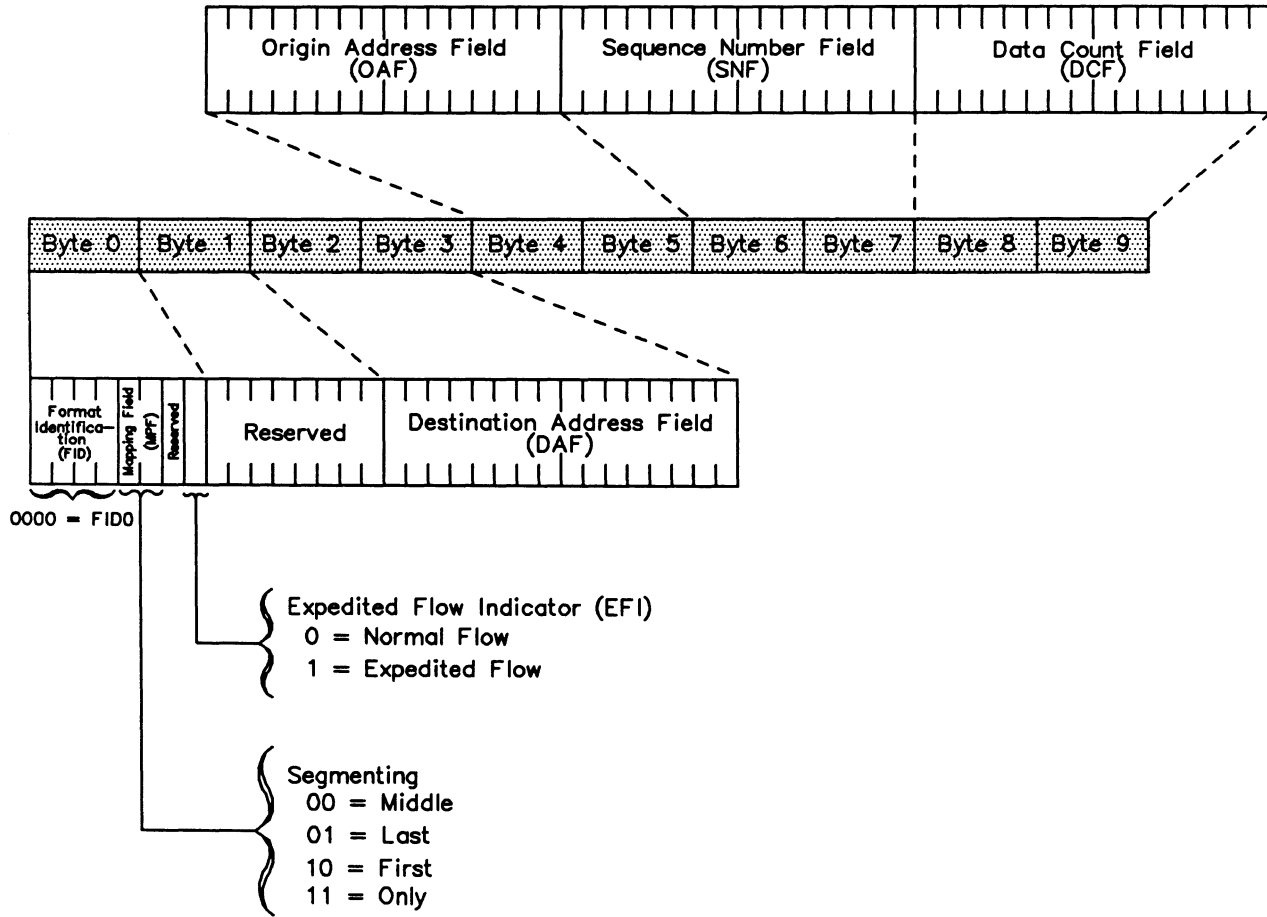 Origin Address Field
(OAF)
Sequence Number Field
(SNF)
Data Count Field
(DCF)
Byte 0
Byte 1
Byte 2
Byte 3
Byte 4
Byte 5
Byte 6
Byte 7
Byte 8
Byte 9
Format
Identifica-
tion
(FID)
Mapping Field
(MPF)
Reserved
Reserved
Destination Address Field
(DAF)
0000 = FID0
Expedited Flow Indicator (EFI)
0 = Normal Flow
1 = Expedited Flow
Segmenting
00 = Middle
01 = Last
10 = First
11 = Only